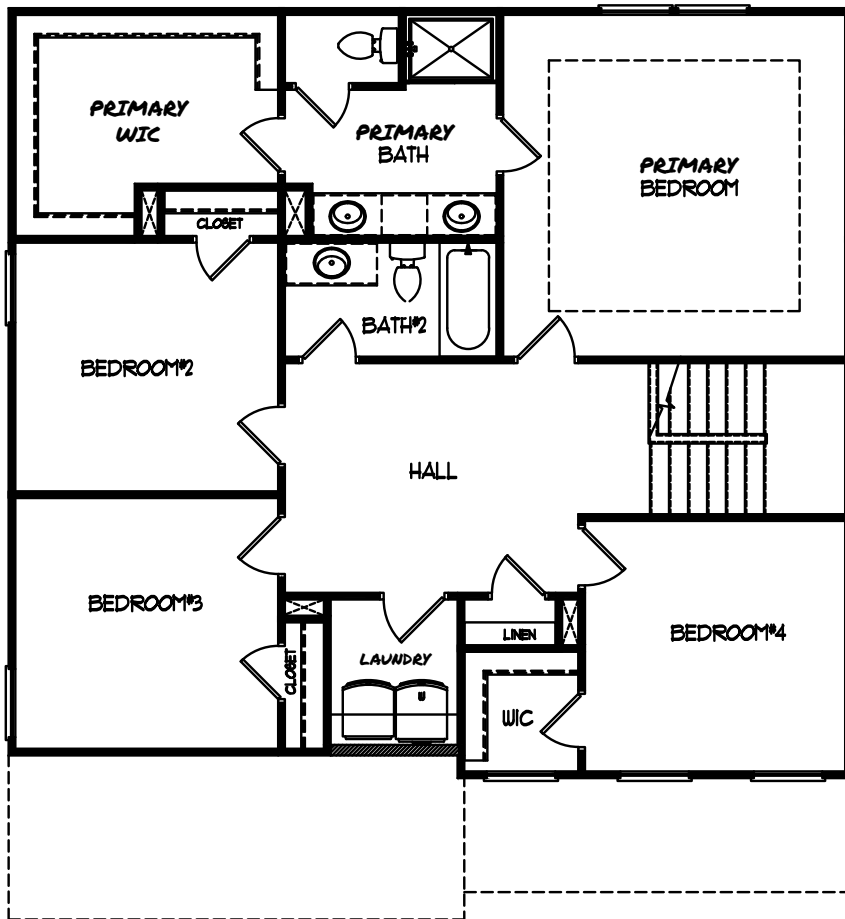 PRIMARY
WIC
PRIMARY
BATH
PRIMARY
BEDROOM
CLOSET
BATH#2
BEDROOM#2
HALL
BEDROOM#3
CLOSET
LAUNDRY
W
LINEN
WIC
BEDROOM#4